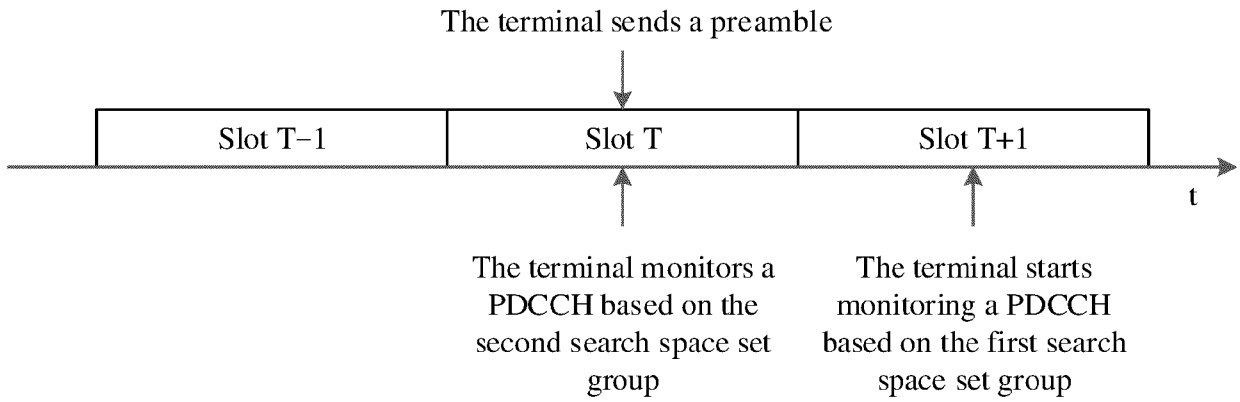 The terminal sends a preamble
Slot T−1
Slot T
Slot T+1
t
The terminal monitors a
PDCCH based on the
second search space set
group
The terminal starts
monitoring a PDCCH
based on the first search
space set group